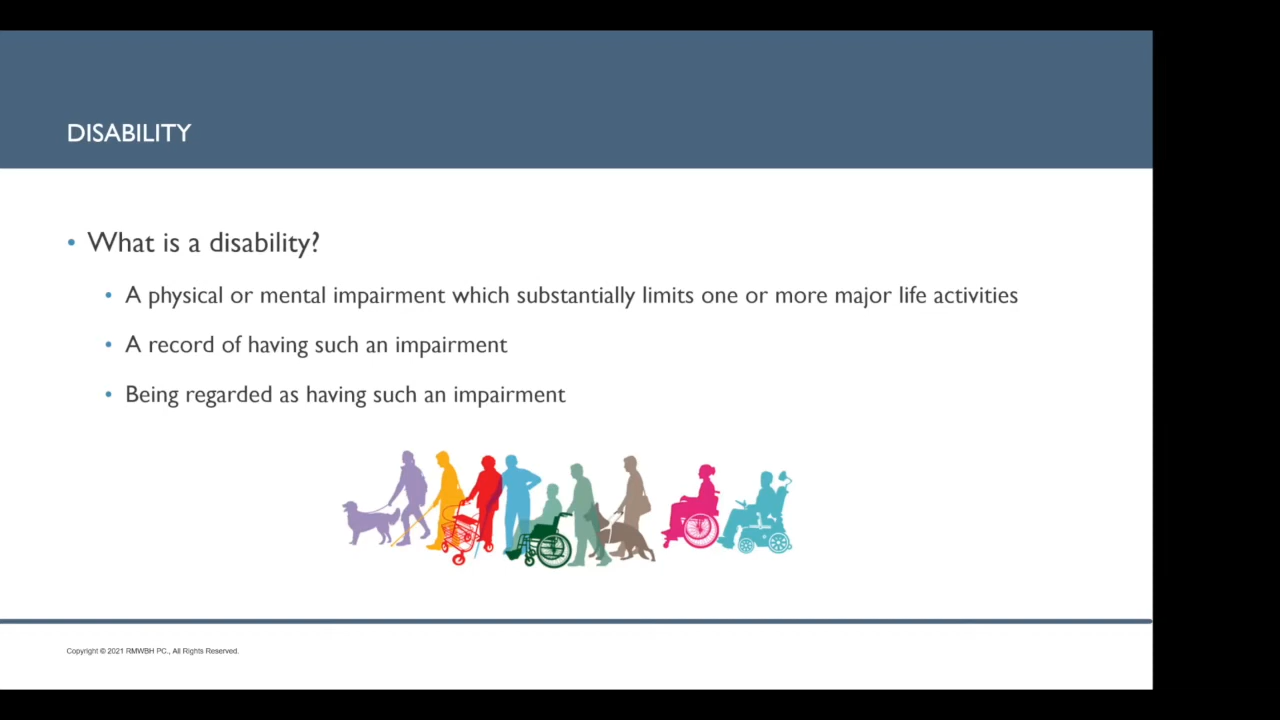 DISABILITY
• What is a disability?
• A physical or mental impairment which substantially limits one or more major life activities
• A record of having such an impairment
• Being regarded as having such an impairment
Copyright © 2021 RMWBH PC., All Rights Reserved.